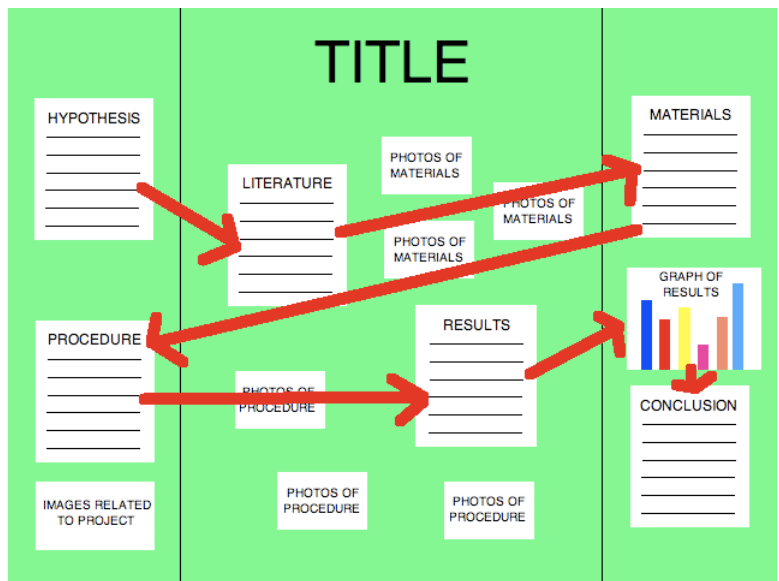 TITLE
HYPOTHESIS
LITERATURE
PHOTOS OF
MATERIALS
PHOTOS OF
MATERIALS
PHOTOS OF
MATERIALS
MATERIALS
PROCEDURE
PHOTOS OF
PROCEDURE
RESULTS
GRAPH OF
RESULTS
CONCLUSION
IMAGES RELATED
TO PROJECT
PHOTOS OF
PROCEDURE
PHOTOS OF
PROCEDURE